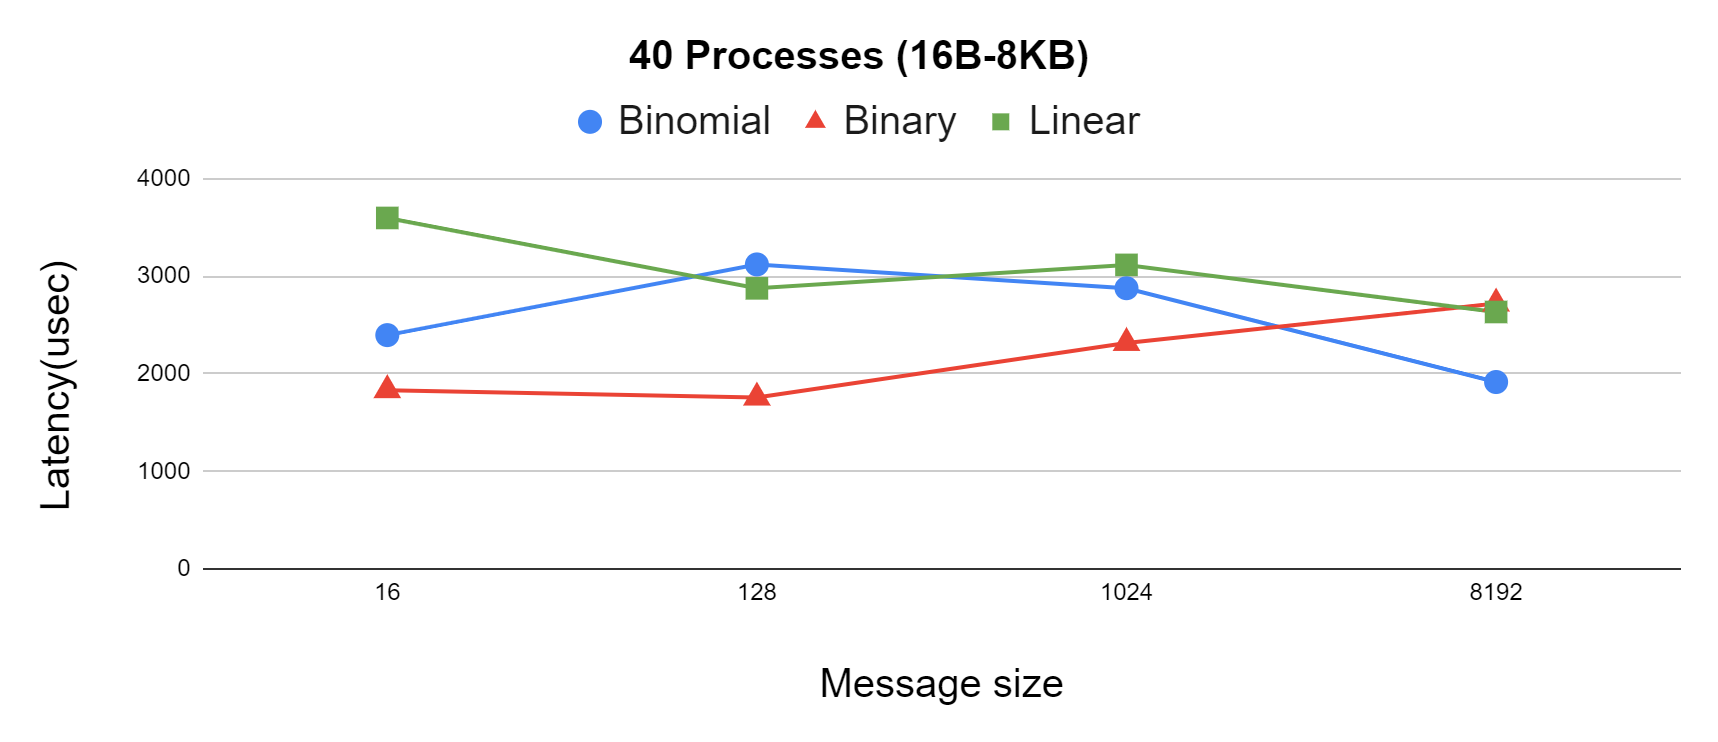 40 Processes (16B-8KB)
Binomial Binary Linear
4000
3000
2000
1000
0
Latency(usec)
16 128 1024 8192
Message size